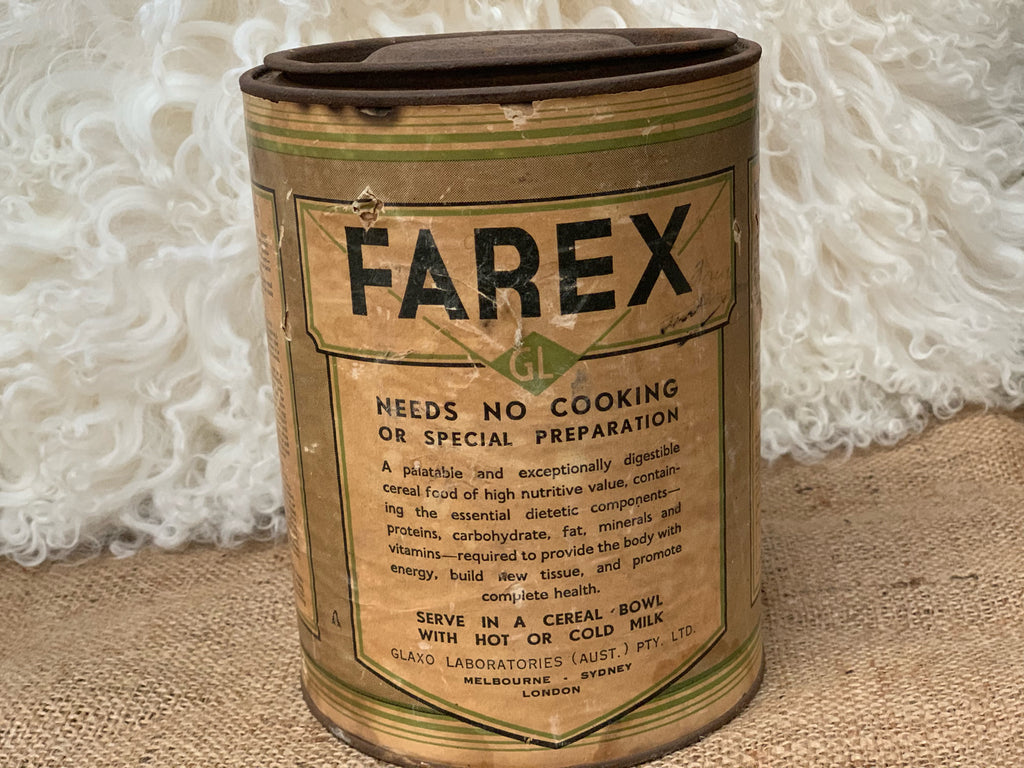 FAREX
GL
NEEDS NO COOKING
OR SPECIAL PREPARATION
A palatable and exceptionally digestible
cereal food of high nutritive value, contain-
ing the essential dietetic components—
proteins, carbohydrate, fat, minerals and
vitamins—required to provide the body with
energy, build new tissue, and promote
complete health.
SERVE IN A CEREAL BOWL
WITH HOT OR COLD MILK
GLAXO LABORATORIES (AUST.) PTY. LTD.
MELBOURNE - SYDNEY
LONDON